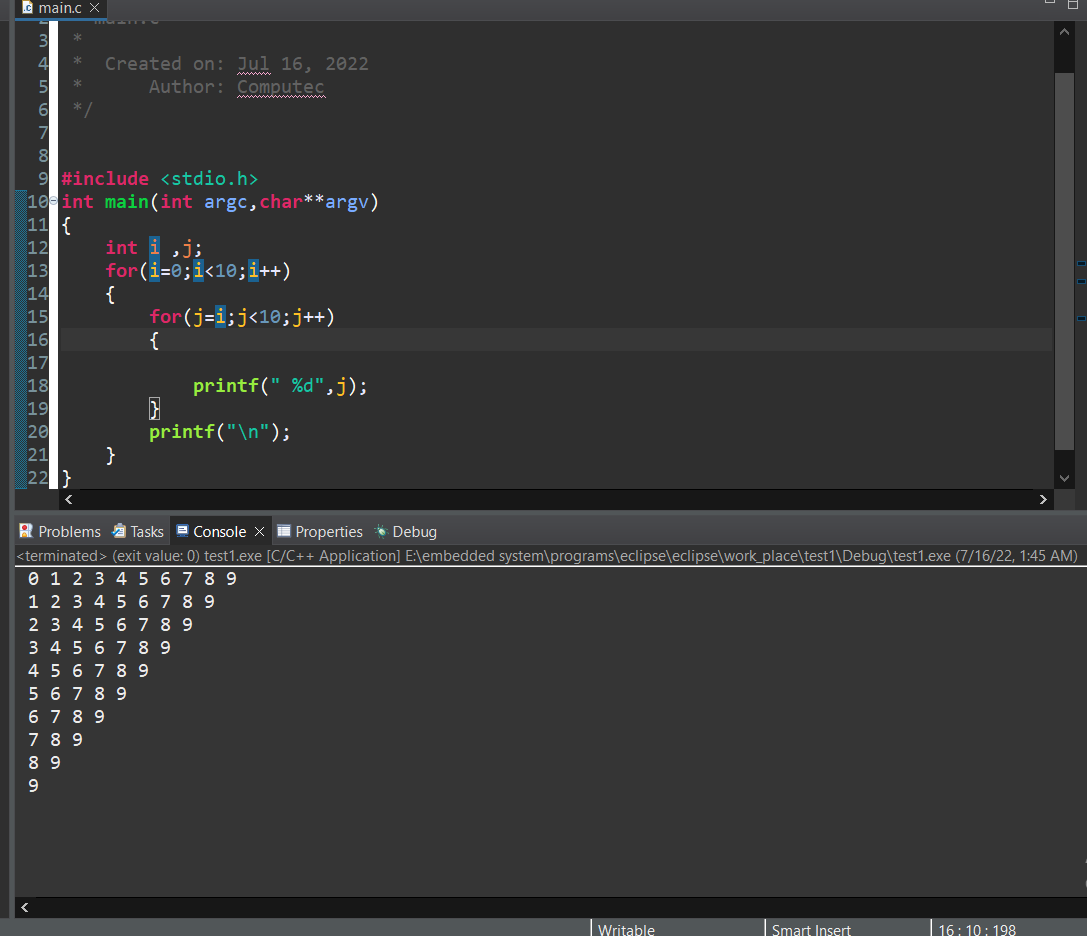 main.c
2 * main.c
3 *
4 *  Created on: Jul 16, 2022
5 *      Author: Computec
6 */
7
8
9 #include <stdio.h>
10 int main(int argc,char**argv)
11 {
12     int i ,j;
13     for(i=0;i<10;i++)
14     {
15         for(j=i;j<10;j++)
16         {
17
18             printf(" %d",j);
19         }
20         printf("\n");
21     }
22 }
Problems Tasks Console Properties Debug
<terminated> (exit value: 0) test1.exe [C/C++ Application] E:\embedded system\programs\eclipse\eclipse\work_place\test1\Debug\test1.exe (7/16/22, 1:45 AM)
0 1 2 3 4 5 6 7 8 9
1 2 3 4 5 6 7 8 9
2 3 4 5 6 7 8 9
3 4 5 6 7 8 9
4 5 6 7 8 9
5 6 7 8 9
6 7 8 9
7 8 9
8 9
9
Writable Smart Insert 16 : 10 : 198